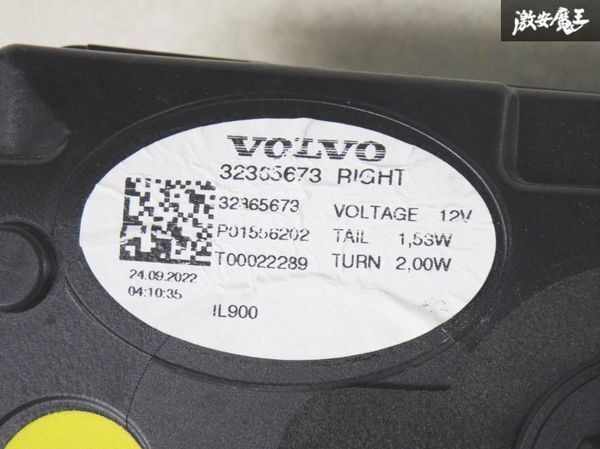 激安魔王
VOLVO
32365673 RIGHT
32365673 VOLTAGE 12V
P01556202 TAIL 1,53W
T00022289 TURN 2,00W
24.09.2022
04:10:35
IL900